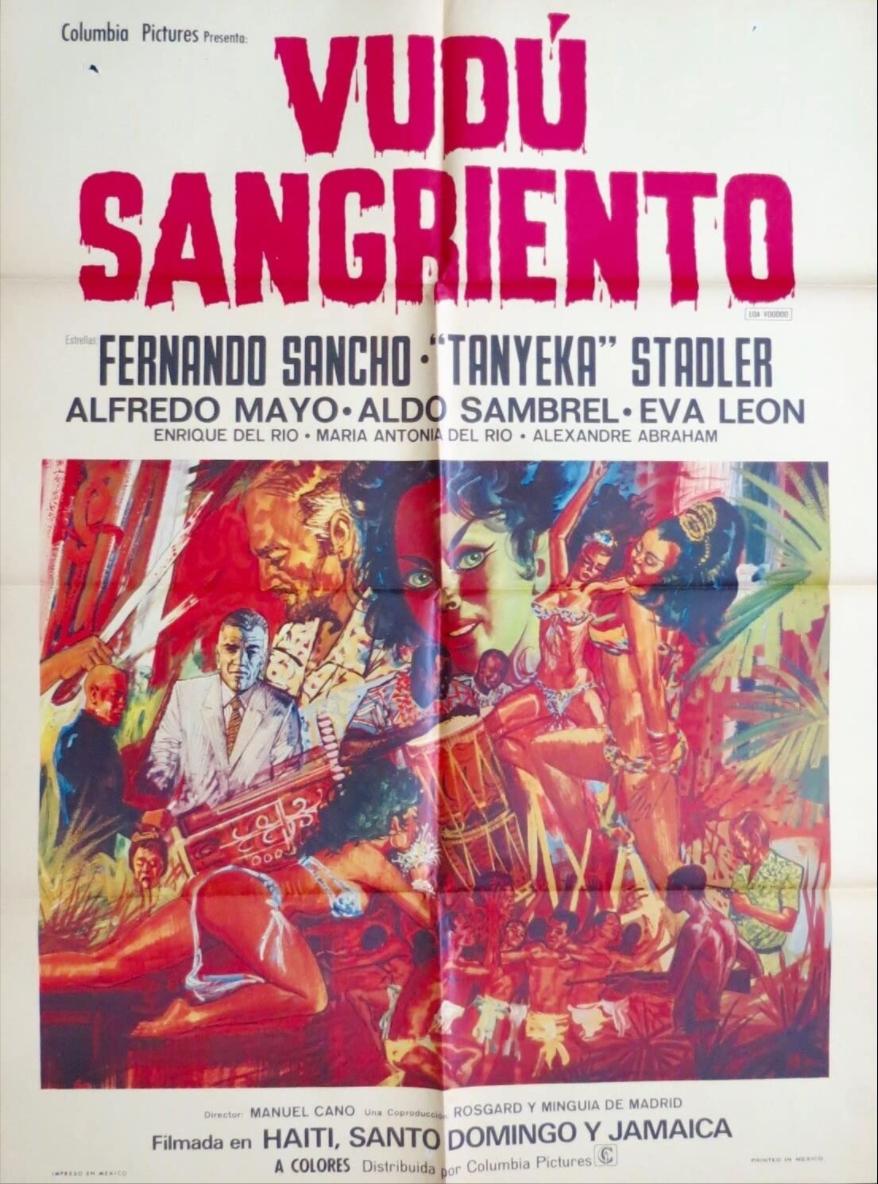 Columbia Pictures Presenta:
VUDÚ
SANGRIENTO
LOA VOODOO
Estrellas:
FERNANDO SANCHO • "TANYEKA" STADLER
ALFREDO MAYO • ALDO SAMBREL • EVA LEON
ENRIQUE DEL RIO • MARIA ANTONIA DEL RIO • ALEXANDRE ABRAHAM
Director: MANUEL CANO Una Coproducción ROSGARD Y MINGUIA DE MADRID
Filmada en HAITI, SANTO DOMINGO Y JAMAICA
A COLORES Distribuida por Columbia Pictures
IMPRESO EN MEXICO
PRINTED IN MEXICO